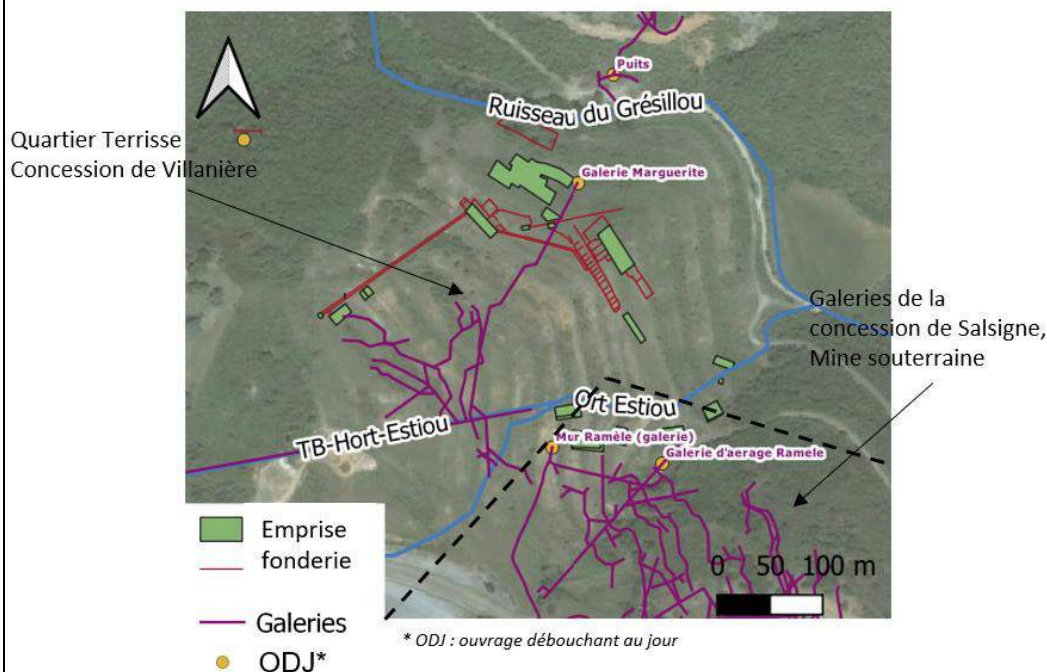 Puits
Ruisseau du Grésillou
Quartier Terrisse
Concession de Villanière
Galerie Marguerite
Galeries de la
concession de Salsigne,
Mine souterraine
Ort Estiou
TB-Hort-Estiou
Mur Ramèle (galerie)
Galerie d'aerage Ramele
Emprise
fonderie
Galeries
ODJ*
0 50 100 m
* ODJ : ouvrage débouchant au jour